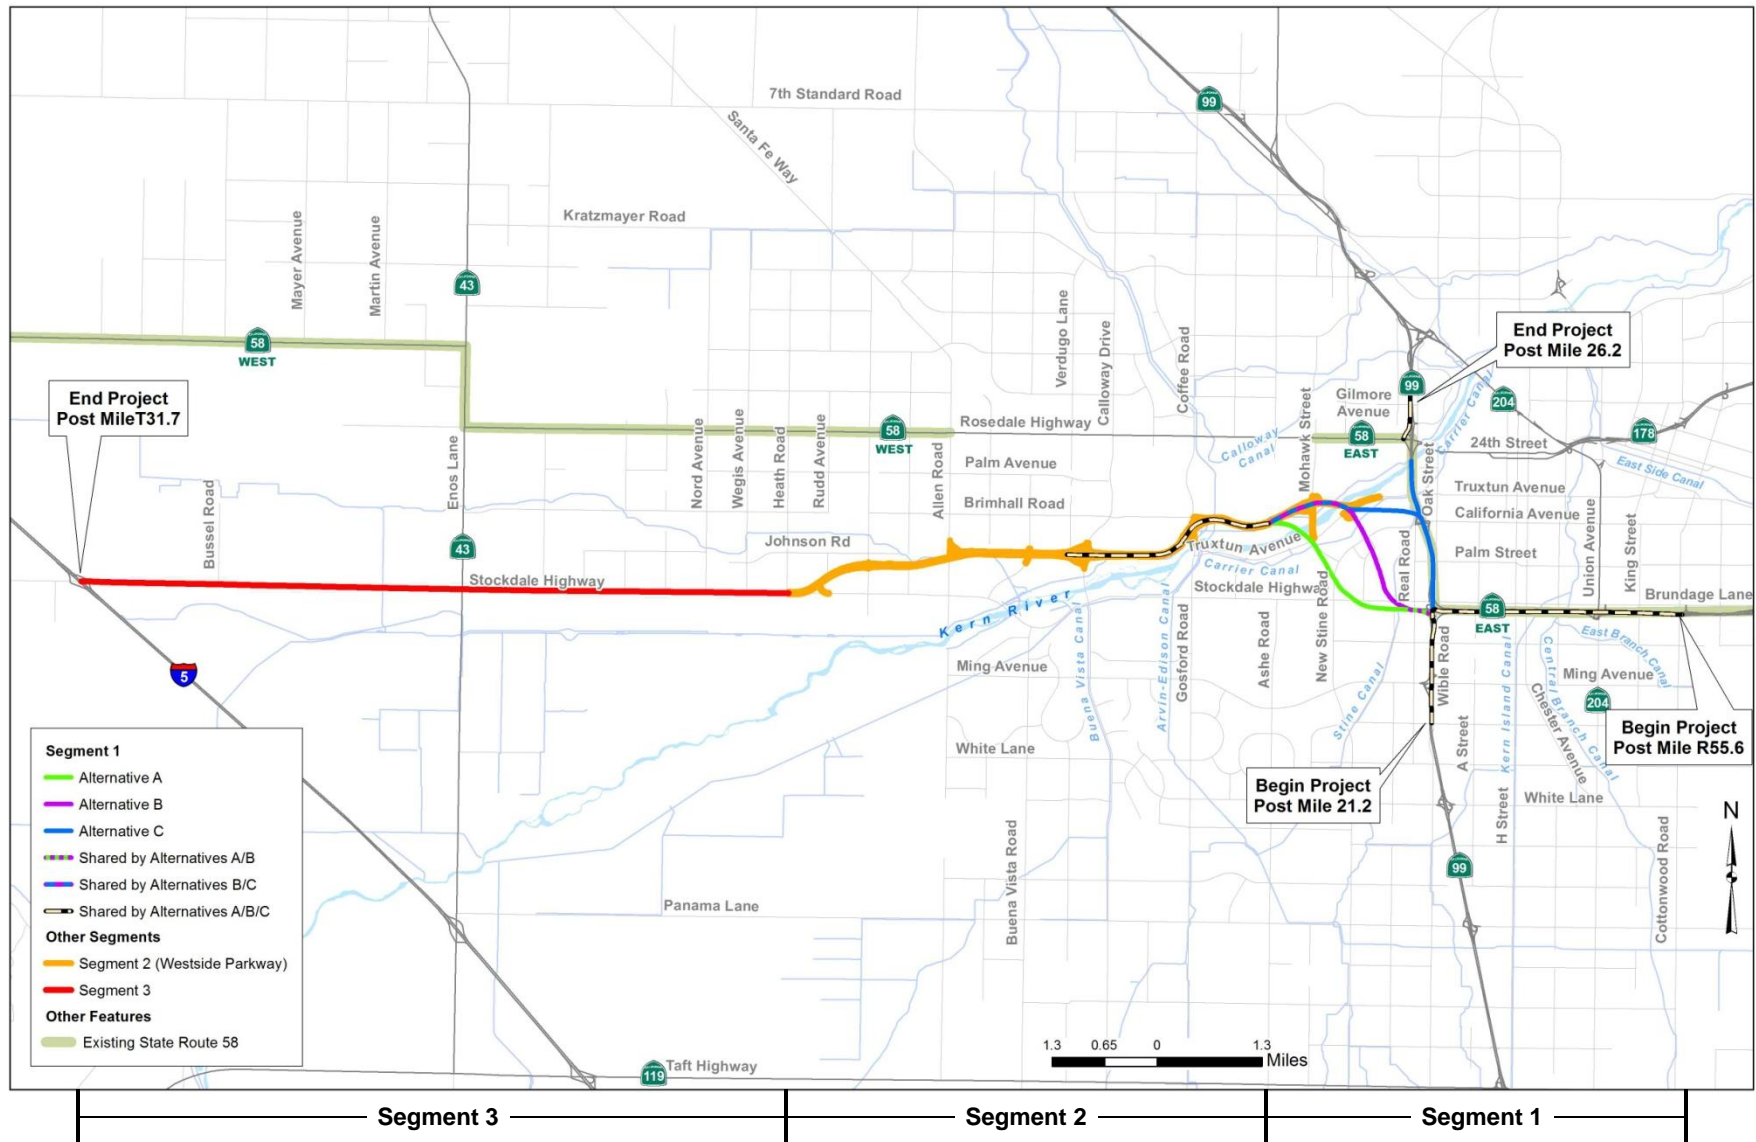 7th Standard Road
99
Santa Fe Way
Kratzmayer Road
Mayer Avenue
Martin Avenue
43
58
WEST
End Project
Post MileT31.7
Verdugo Lane
Calloway Drive
Coffee Road
Mohawk Street
End Project
Post Mile 26.2
99
Gilmore
Avenue
204
178
58
EAST
Rosedale Highway
58
WEST
24th Street
Calloway
Canal
Carrier Canal
East Side Canal
Nord Avenue
Wegis Avenue
Heath Road
Rudd Avenue
Allen Road
Palm Avenue
Brimhall Road
Oak Street
Truxtun Avenue
California Avenue
Palm Street
Union Avenue
King Street
Bussel Road
Enos Lane
43
Johnson Rd
Stockdale Highway
Truxtun Avenue
Carrier Canal
Stockdale Highwa
Real Road
Brundage Lane
58
EAST
Kern River
Buena Vista Canal
Arvin-Edison Canal
Gosford Road
Ashe Road
New Stine Road
Stine Canal
Wible Road
A Street
Kern Island Canal
H Street
Central Branch Canal
East Branch Canal
Chester Avenue
Ming Avenue
204
Ming Avenue
5
White Lane
Begin Project
Post Mile R55.6
Begin Project
Post Mile 21.2
White Lane
Buena Vista Road
99
Cottonwood Road
N
Panama Lane
Segment 1
Alternative A
Alternative B
Alternative C
Shared by Alternatives A/B
Shared by Alternatives B/C
Shared by Alternatives A/B/C
Other Segments
Segment 2 (Westside Parkway)
Segment 3
Other Features
Existing State Route 58
1.3 0.65 0 1.3
Miles
119
Taft Highway
Segment 3
Segment 2
Segment 1